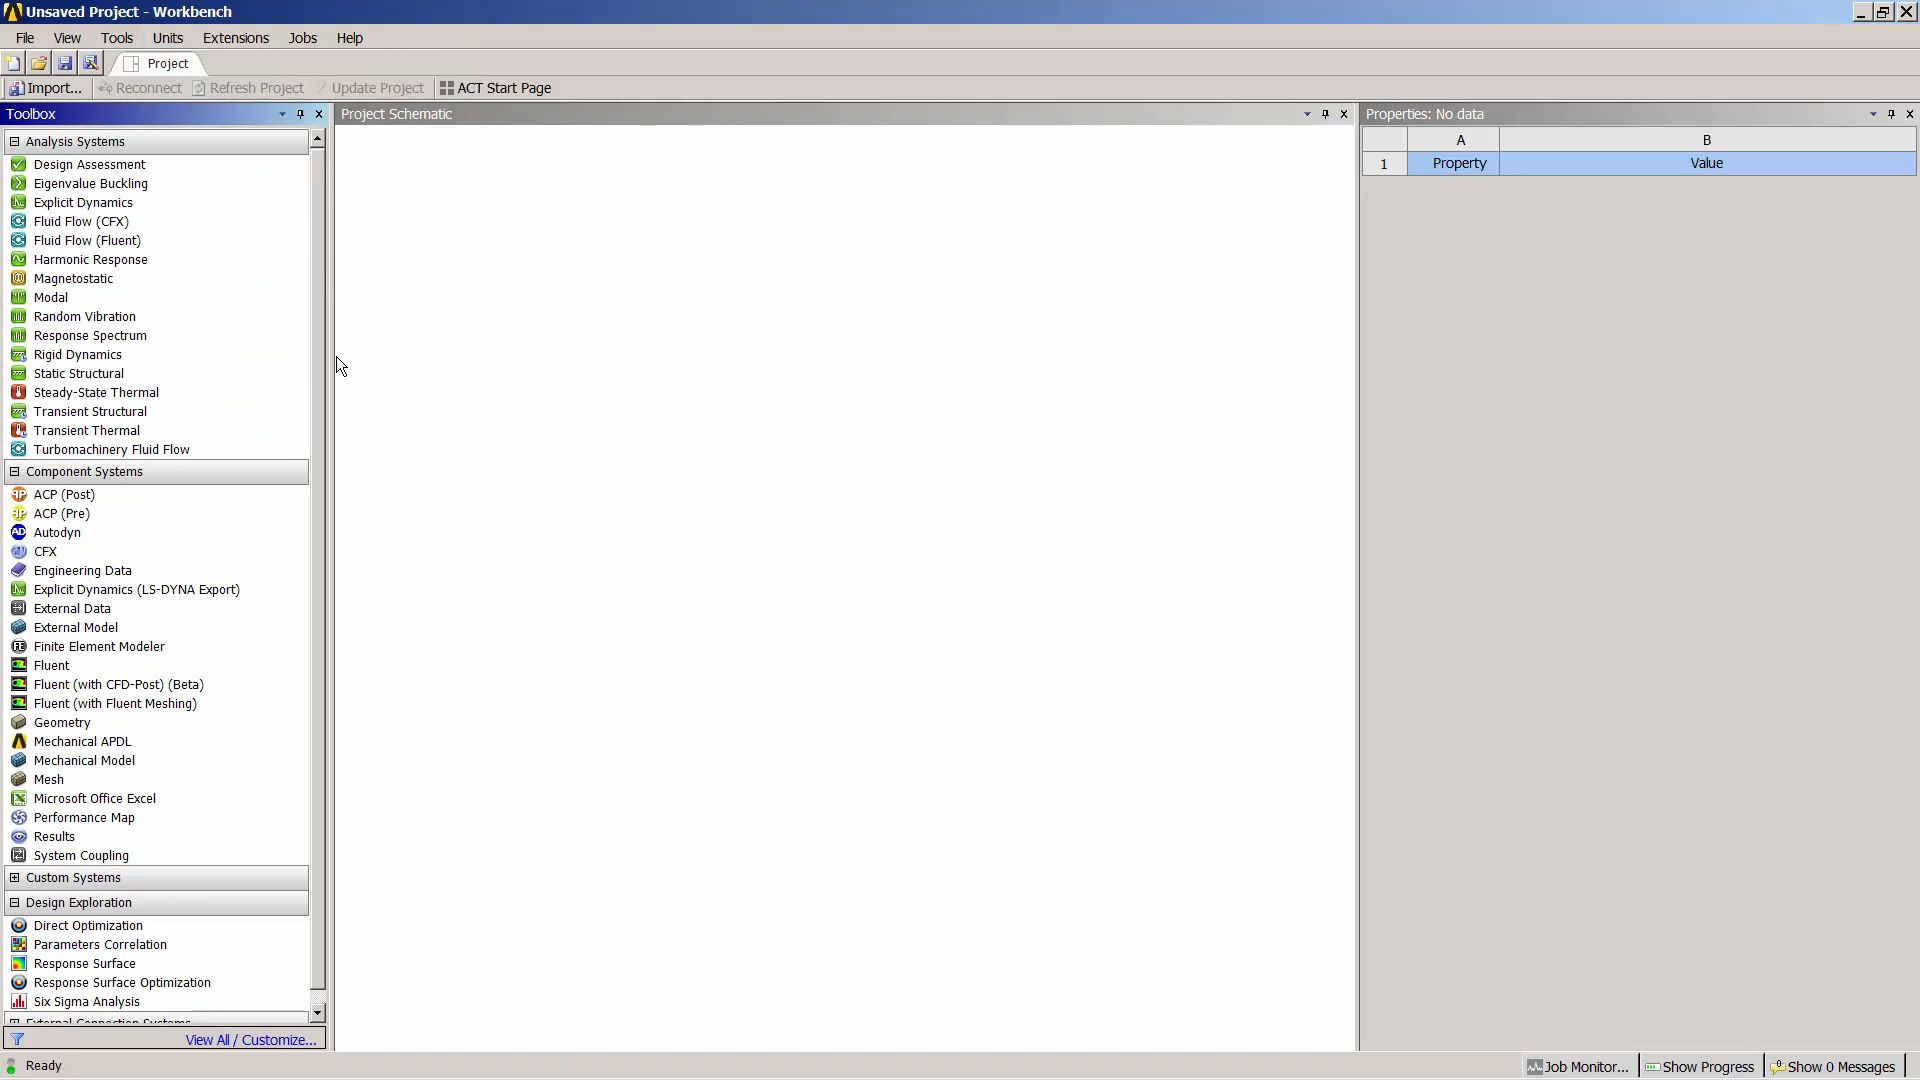 Unsaved Project - Workbench
File View Tools Units Extensions Jobs Help
Project
Import... Reconnect Refresh Project Update Project ACT Start Page
Toolbox
Analysis Systems
Design Assessment
Eigenvalue Buckling
Explicit Dynamics
Fluid Flow (CFX)
Fluid Flow (Fluent)
Harmonic Response
Magnetostatic
Modal
Random Vibration
Response Spectrum
Rigid Dynamics
Static Structural
Steady-State Thermal
Transient Structural
Transient Thermal
Turbomachinery Fluid Flow
Component Systems
ACP (Post)
ACP (Pre)
Autodyn
CFX
Engineering Data
Explicit Dynamics (LS-DYNA Export)
External Data
External Model
Finite Element Modeler
Fluent
Fluent (with CFD-Post) (Beta)
Fluent (with Fluent Meshing)
Geometry
Mechanical APDL
Mechanical Model
Mesh
Microsoft Office Excel
Performance Map
Results
System Coupling
Custom Systems
Design Exploration
Direct Optimization
Parameters Correlation
Response Surface
Response Surface Optimization
Six Sigma Analysis
External Connection Systems
View All / Customize...
Project Schematic
Properties: No data
A B
1 Property Value
Ready
Job Monitor... Show Progress Show 0 Messages